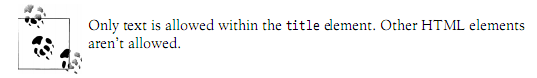 Only text is allowed within the title element. Other HTML elements
aren't allowed.